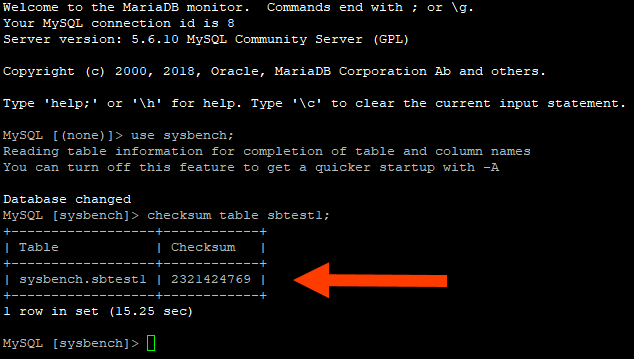 Welcome to the MariaDB monitor.  Commands end with ; or \g.
Your MySQL connection id is 8
Server version: 5.6.10 MySQL Community Server (GPL)
Copyright (c) 2000, 2018, Oracle, MariaDB Corporation Ab and others.
Type 'help;' or '\h' for help. Type '\c' to clear the current input statement.
MySQL [(none)]> use sysbench;
Reading table information for completion of table and column names
You can turn off this feature to get a quicker startup with -A
Database changed
MySQL [sysbench]> checksum table sbtest1;
+------------------+------------+
| Table            | Checksum   |
+------------------+------------+
| sysbench.sbtest1 | 2321424769 |
+------------------+------------+
1 row in set (15.25 sec)
MySQL [sysbench]>